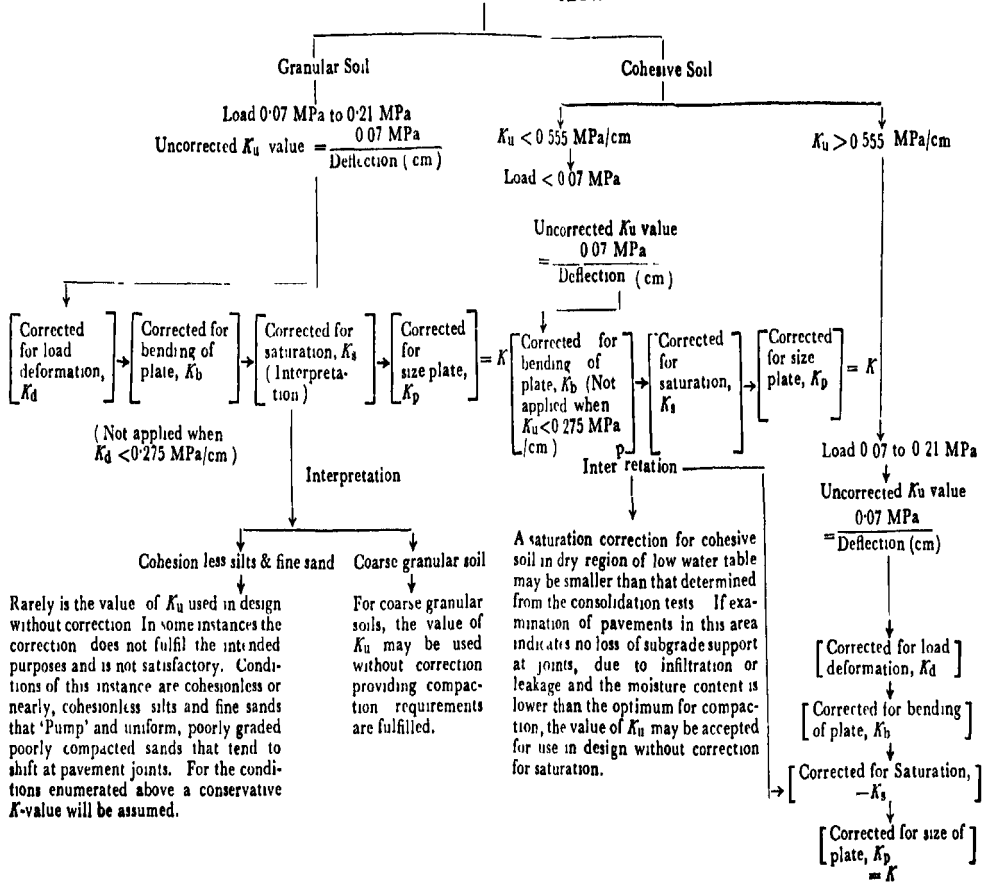 Granular Soil
Cohesive Soil
Load 0·07 MPa to 0·21 MPa
Uncorrected Ku value = 0 07 MPa
Deflection ( cm )
Ku < 0 555 MPa/cm
Load < 0 07 MPa
Ku > 0 555 MPa/cm
Uncorrected Ku value
= 0 07 MPa
Deflection ( cm )
Corrected
for load
deformation,
Kd
Corrected for
bending of
plate, Kb
Corrected for
saturation, Ks
( Interpreta-
tion )
Corrected
for
size plate,
Kp
= K
Corrected for
bending of
plate, Kb (Not
applied when
Ku<0 275 MPa
/cm)
Corrected
for
saturation,
Ks
Corrected
for size
plate, Kp
= K
( Not applied when
Kd <0·275 MPa/cm )
Interpretation
p
Inter retation
Load 0 07 to 0 21 MPa
Uncorrected Ku value
= 0·07 MPa
Deflection (cm)
Cohesion less silts & fine sand
Coarse granular soil
Rarely is the value of Ku used in design
without correction In some instances the
correction does not fulfil the intended
purposes and is not satisfactory. Condi-
tions of this instance are cohesionless or
nearly, cohesionless silts and fine sands
that ‘Pump’ and uniform, poorly graded
poorly compacted sands that tend to
shift at pavement joints. For the condi-
tions enumerated above a conservative
K-value will be assumed.
For coarse granular
soils, the value of
Ku may be used
without correction
providing compac-
tion requirements
are fulfilled.
A saturation correction for cohesive
soil in dry region of low water table
may be smaller than that determined
from the consolidation tests If exa-
mination of pavements in this area
indicates no loss of subgrade support
at joints, due to infiltration or
leakage and the moisture content is
lower than the optimum for compac-
tion, the value of Ku may be accepted
for use in design without correction
for saturation.
Corrected for load
deformation, Kd
Corrected for bending
of plate, Kb
Corrected for Saturation,
—Ks
Corrected for size of
plate, Kp
= K